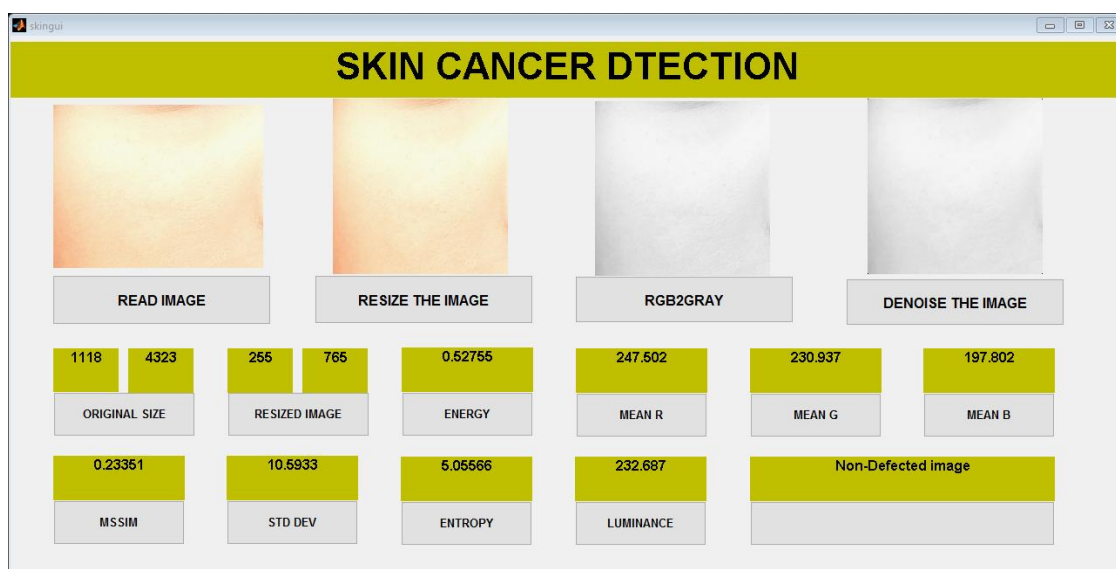 skingui
SKIN CANCER DTECTION
READ IMAGE
RESIZE THE IMAGE
RGB2GRAY
DENOISE THE IMAGE
1118 4323 255 765 0.52755 247.502 230.937 197.802
ORIGINAL SIZE RESIZED IMAGE ENERGY MEAN R MEAN G MEAN B
0.23351 10.5933 5.05566 232.687 Non-Defected image
MSSIM STD DEV ENTROPY LUMINANCE